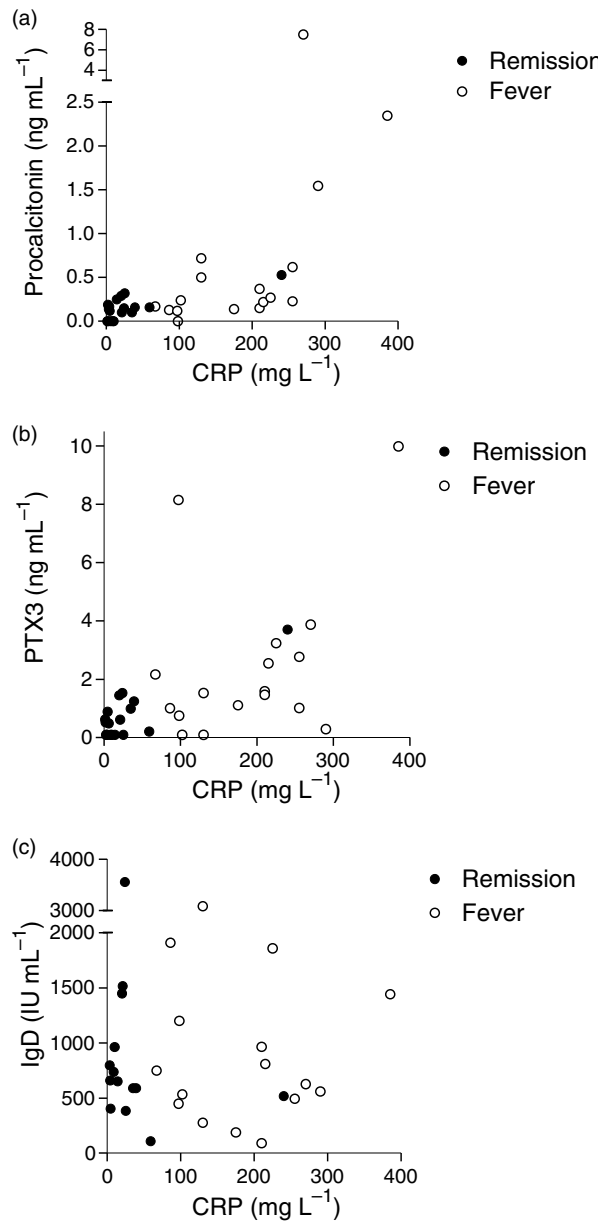 (a)
8
6
4
2.5
2.0
1.5
1.0
0.5
0.0
Procalcitonin (ng mL⁻¹)
0 100 200 300 400
CRP (mg L⁻¹)
Remission
Fever
(b)
10
8
6
4
2
0
PTX3 (ng mL⁻¹)
0 100 200 300 400
CRP (mg L⁻¹)
Remission
Fever
(c)
4000
3000
2000
1500
1000
500
0
IgD (IU mL⁻¹)
0 100 200 300 400
CRP (mg L⁻¹)
Remission
Fever